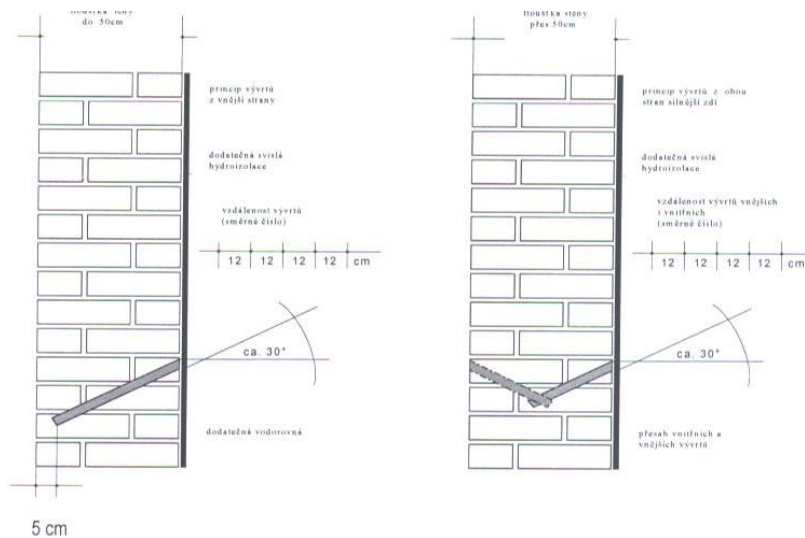 do 50cm
princip vývrtů
z vnější strany
dodatečná svislá
hydroizolace
vzdálenost vývrtů
(směrné číslo)
12 12 12 12 cm
ca. 30°
dodatečná vodorovná
5 cm
tloušťka stěny
přes 50cm
princip vývrtů z obou
stran silnější zdi
dodatečná svislá
hydroizolace
vzdálenost vývrtů vnějších
i vnitřních
(směrné číslo)
12 12 12 12 cm
ca. 30°
přesah vnitřních a
vnějších vývrtů